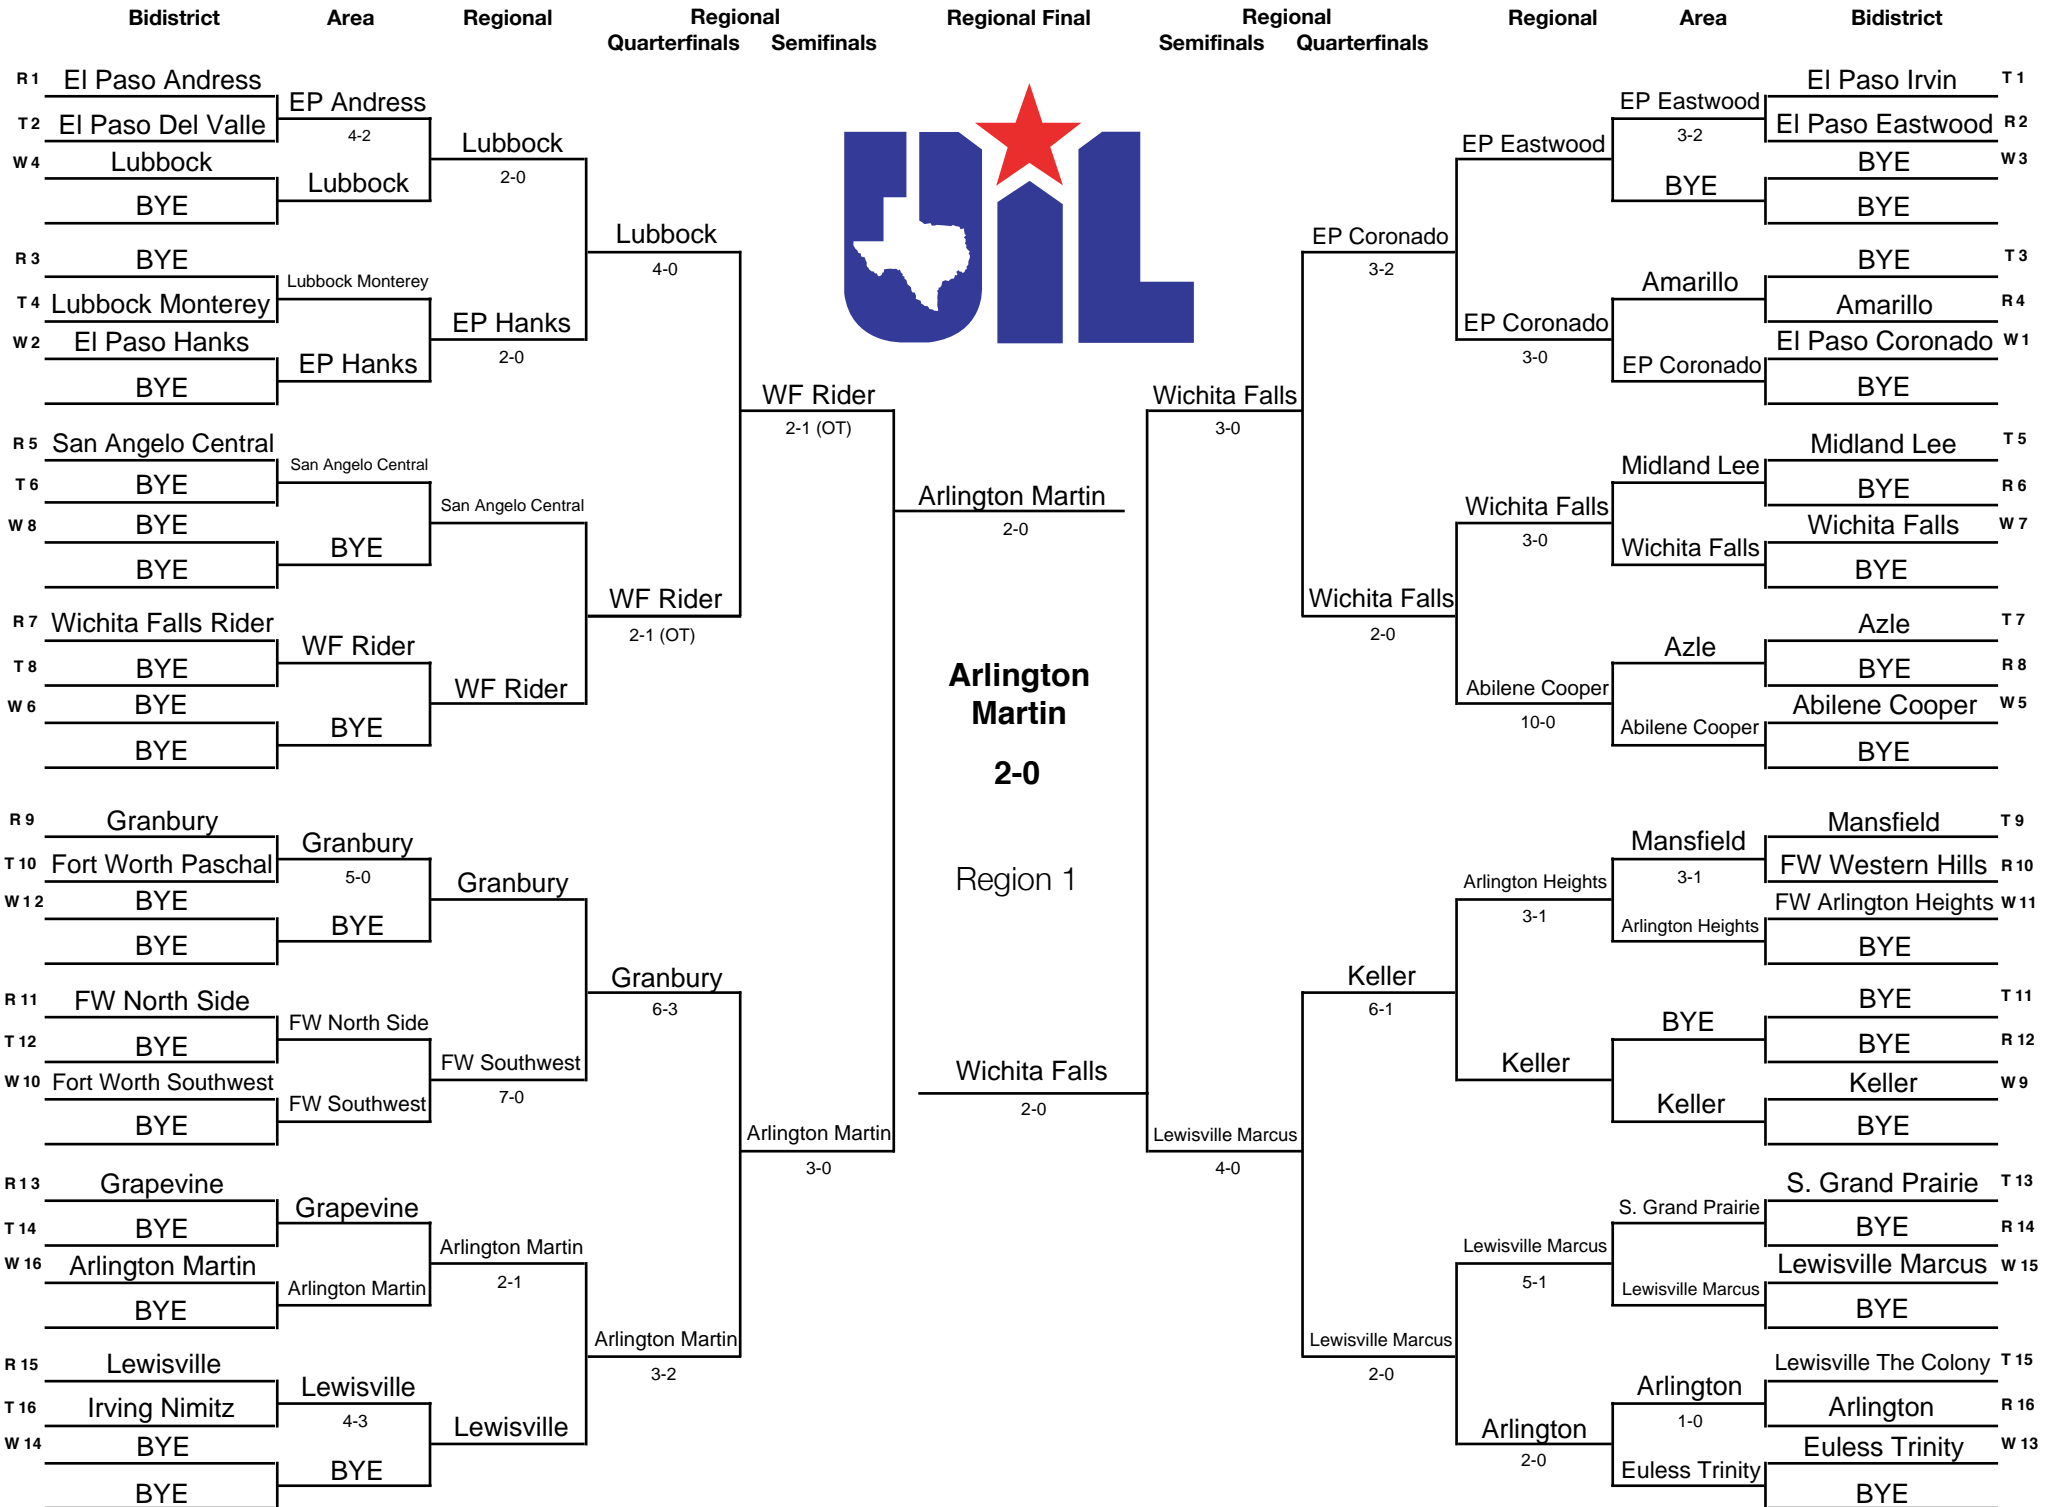 Bidistrict Area Regional Regional Regional Final Regional Regional Area Bidistrict
Quarterfinals Semifinals Semifinals Quarterfinals
R 1 El Paso Andress
EP Andress
T 2 El Paso Del Valle
4-2
W 4 Lubbock
Lubbock
2-0
Lubbock
BYE
Lubbock
4-0
R 3 BYE
Lubbock Monterey
T 4 Lubbock Monterey
EP Hanks
2-0
W 2 El Paso Hanks
EP Hanks
BYE
WF Rider
2-1 (OT)
R 5 San Angelo Central
San Angelo Central
T 6 BYE
San Angelo Central
W 8 BYE
BYE
BYE
WF Rider
2-1 (OT)
R 7 Wichita Falls Rider
WF Rider
T 8 BYE
WF Rider
W 6 BYE
BYE
BYE
R 9 Granbury
Granbury
T 10 Fort Worth Paschal
5-0
Granbury
W 12 BYE
BYE
BYE
Granbury
6-3
R 11 FW North Side
FW North Side
T 12 BYE
FW Southwest
7-0
W 10 Fort Worth Southwest
FW Southwest
BYE
Arlington Martin
3-0
R 13 Grapevine
Grapevine
T 14 BYE
Arlington Martin
2-1
W 16 Arlington Martin
Arlington Martin
BYE
Arlington Martin
3-2
R 15 Lewisville
Lewisville
T 16 Irving Nimitz
4-3
Lewisville
W 14 BYE
BYE
BYE
UIL
Arlington Martin
2-0
Arlington
Martin
2-0
Region 1
Wichita Falls
2-0
El Paso Irvin T 1
EP Eastwood
El Paso Eastwood R 2
3-2
EP Eastwood
BYE W 3
BYE
BYE
EP Coronado
3-2
BYE T 3
Amarillo
Amarillo R 4
EP Coronado
3-0
El Paso Coronado W 1
EP Coronado
BYE
Wichita Falls
3-0
Midland Lee T 5
Midland Lee
BYE R 6
Wichita Falls
3-0
Wichita Falls W 7
Wichita Falls
BYE
Wichita Falls
2-0
Azle T 7
Azle
BYE R 8
Abilene Cooper
10-0
Abilene Cooper W 5
Abilene Cooper
BYE
Mansfield T 9
Mansfield
FW Western Hills R 10
3-1
Arlington Heights
3-1
FW Arlington Heights W 11
Arlington Heights
BYE
Keller
6-1
BYE T 11
BYE
BYE R 12
Keller
Keller W 9
Keller
BYE
Lewisville Marcus
4-0
S. Grand Prairie T 13
S. Grand Prairie
BYE R 14
Lewisville Marcus
5-1
Lewisville Marcus W 15
Lewisville Marcus
BYE
Lewisville Marcus
2-0
Lewisville The Colony T 15
Arlington
Arlington R 16
1-0
Arlington
2-0
Euless Trinity W 13
Euless Trinity
BYE